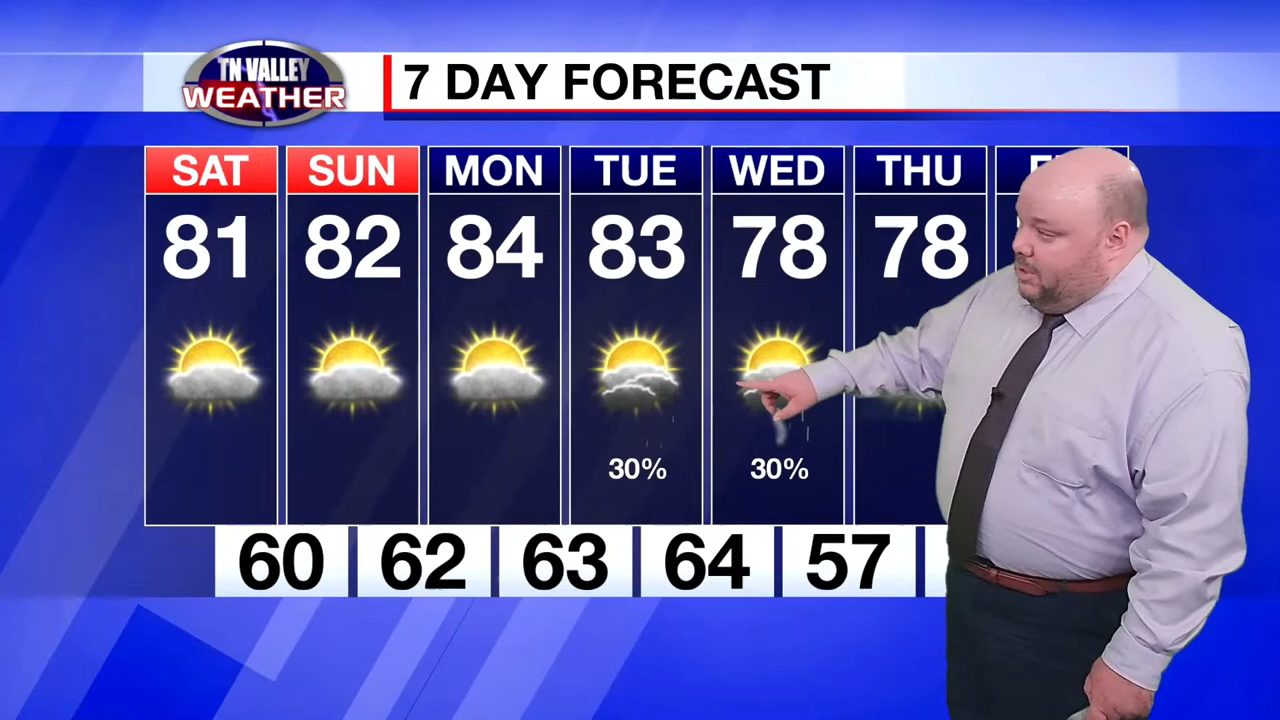 TN VALLEY
WEATHER
7 DAY FORECAST
SAT SUN MON TUE WED THU
81 82 84 83 78 78
30% 30%
60 62 63 64 57